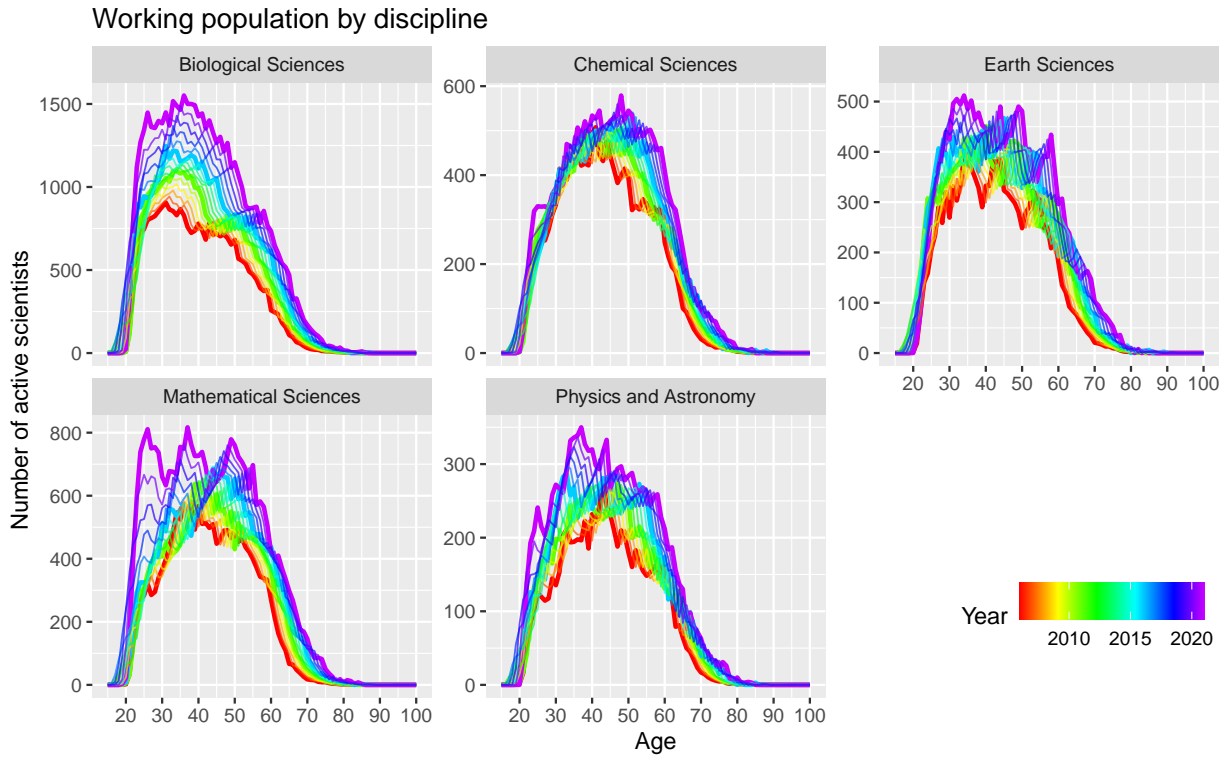 Working population by discipline
Biological Sciences
Chemical Sciences
Earth Sciences
1500
1000
500
0
600
400
200
0
500
400
300
200
100
0
20 30 40 50 60 70 80 90 100
Mathematical Sciences
Physics and Astronomy
800
600
400
200
0
300
200
100
0
20 30 40 50 60 70 80 90 100
20 30 40 50 60 70 80 90 100
Number of active scientists
Age
Year
2010 2015 2020